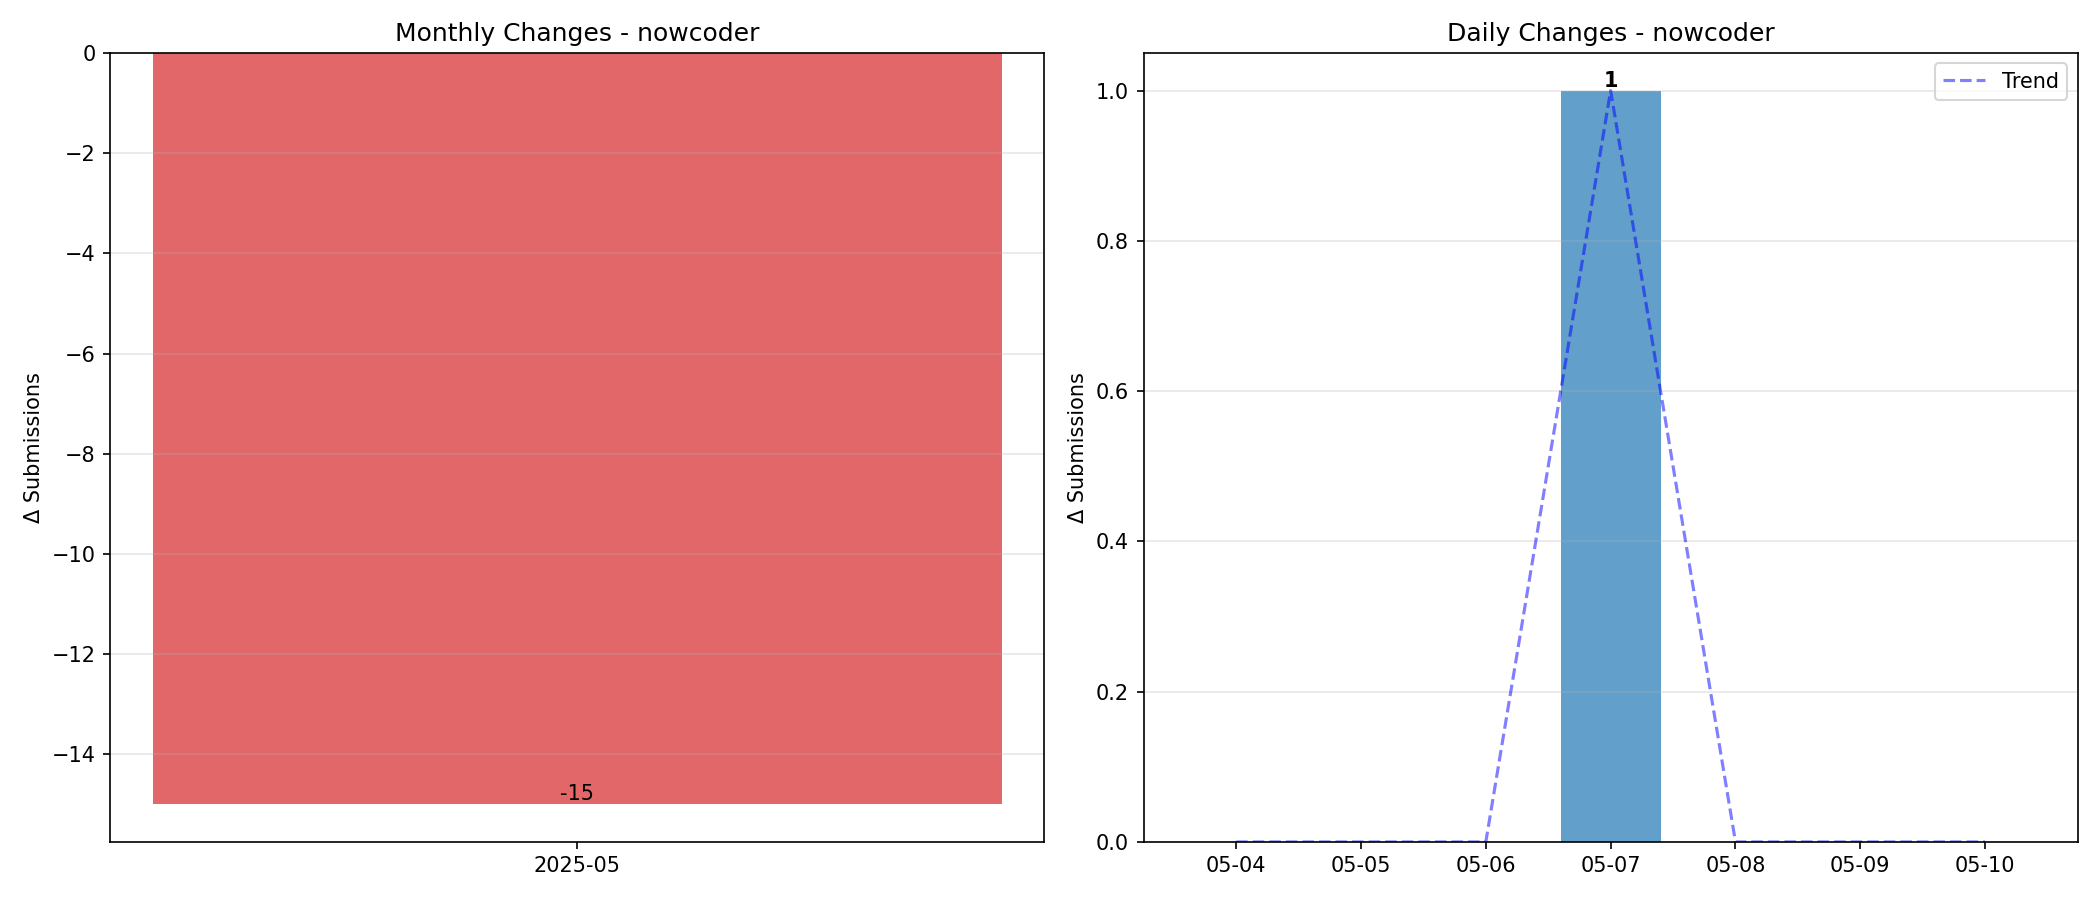 Monthly Changes - nowcoder
Δ Submissions
0
−2
−4
−6
−8
−10
−12
−14
-15
2025-05
Daily Changes - nowcoder
Δ Submissions
1.0
0.8
0.6
0.4
0.2
0.0
1
Trend
05-04 05-05 05-06 05-07 05-08 05-09 05-10